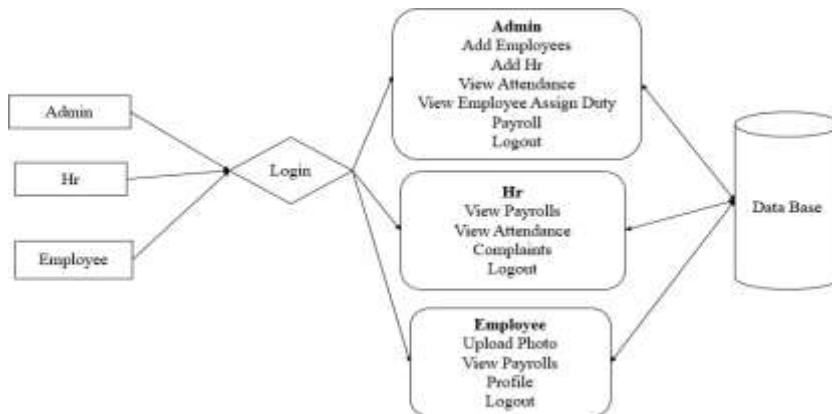 Admin
Hr
Employee
Login
Admin
Add Employees
Add Hr
View Attendance
View Employee Assign Duty
Payroll
Logout
Hr
View Payrolls
View Attendance
Complaints
Logout
Employee
Upload Photo
View Payrolls
Profile
Logout
Data Base